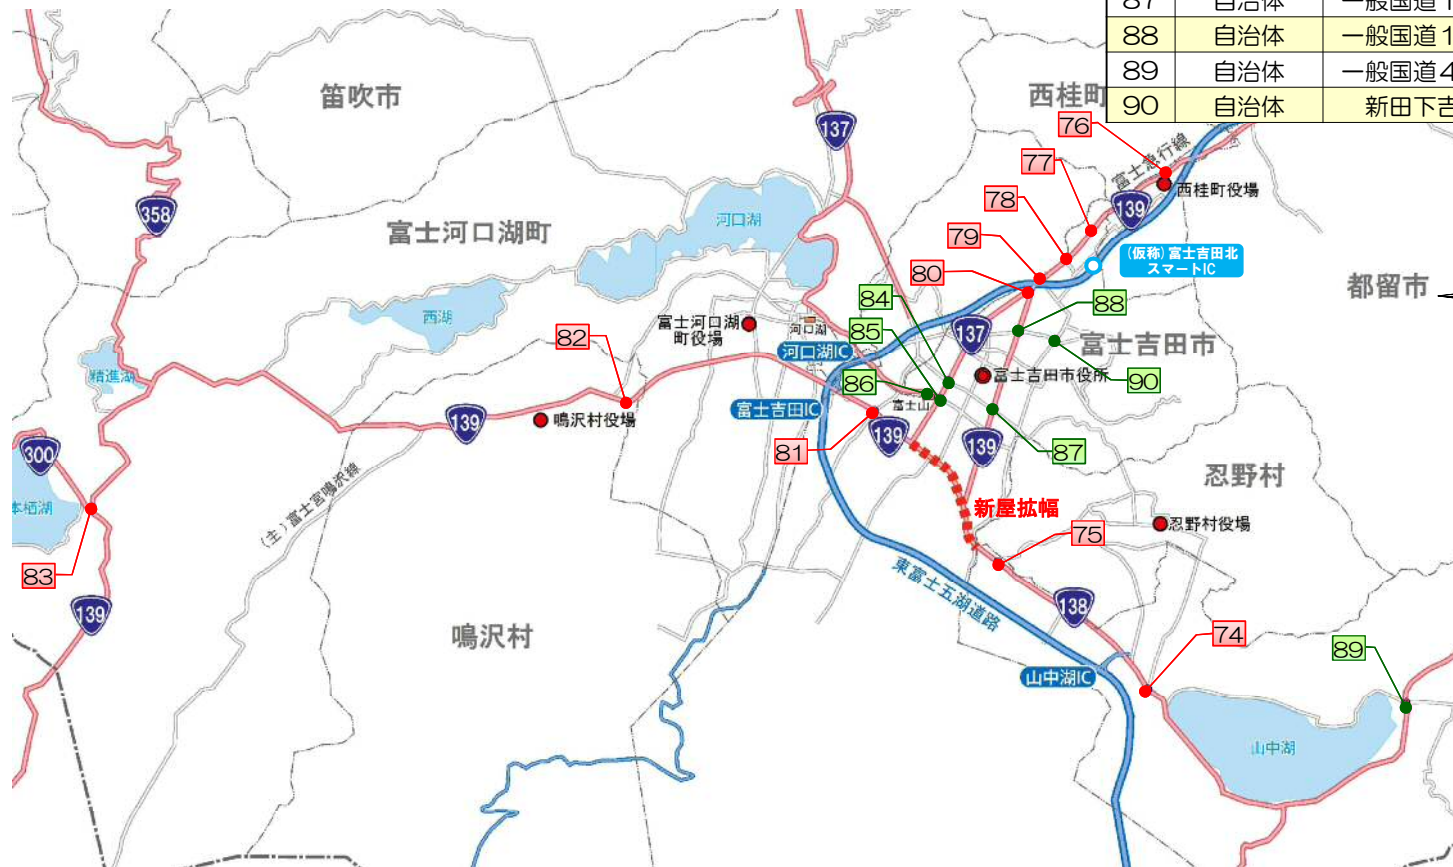 87 自治体 一般国道1
88 自治体 一般国道1
89 自治体 一般国道4
90 自治体 新田下吉
笛吹市
137
西桂町
76
富士急行線
77
西桂町役場
139
358
富士河口湖町
河口湖
78
79
(仮称)富士吉田北
スマートIC
80
都留市
西湖
84
88
82
富士河口湖
町役場
河口湖
85
137
富士吉田市
精進湖
河口湖IC
86
富士吉田市役所
90
富士山
139
鳴沢村役場
富士吉田IC
81
139
139
87
300
(主)富士宮鳴沢線
忍野村
本栖湖
新屋拡幅
忍野村役場
75
83
東富士五湖道路
139
138
鳴沢村
74
89
山中湖IC
山中湖